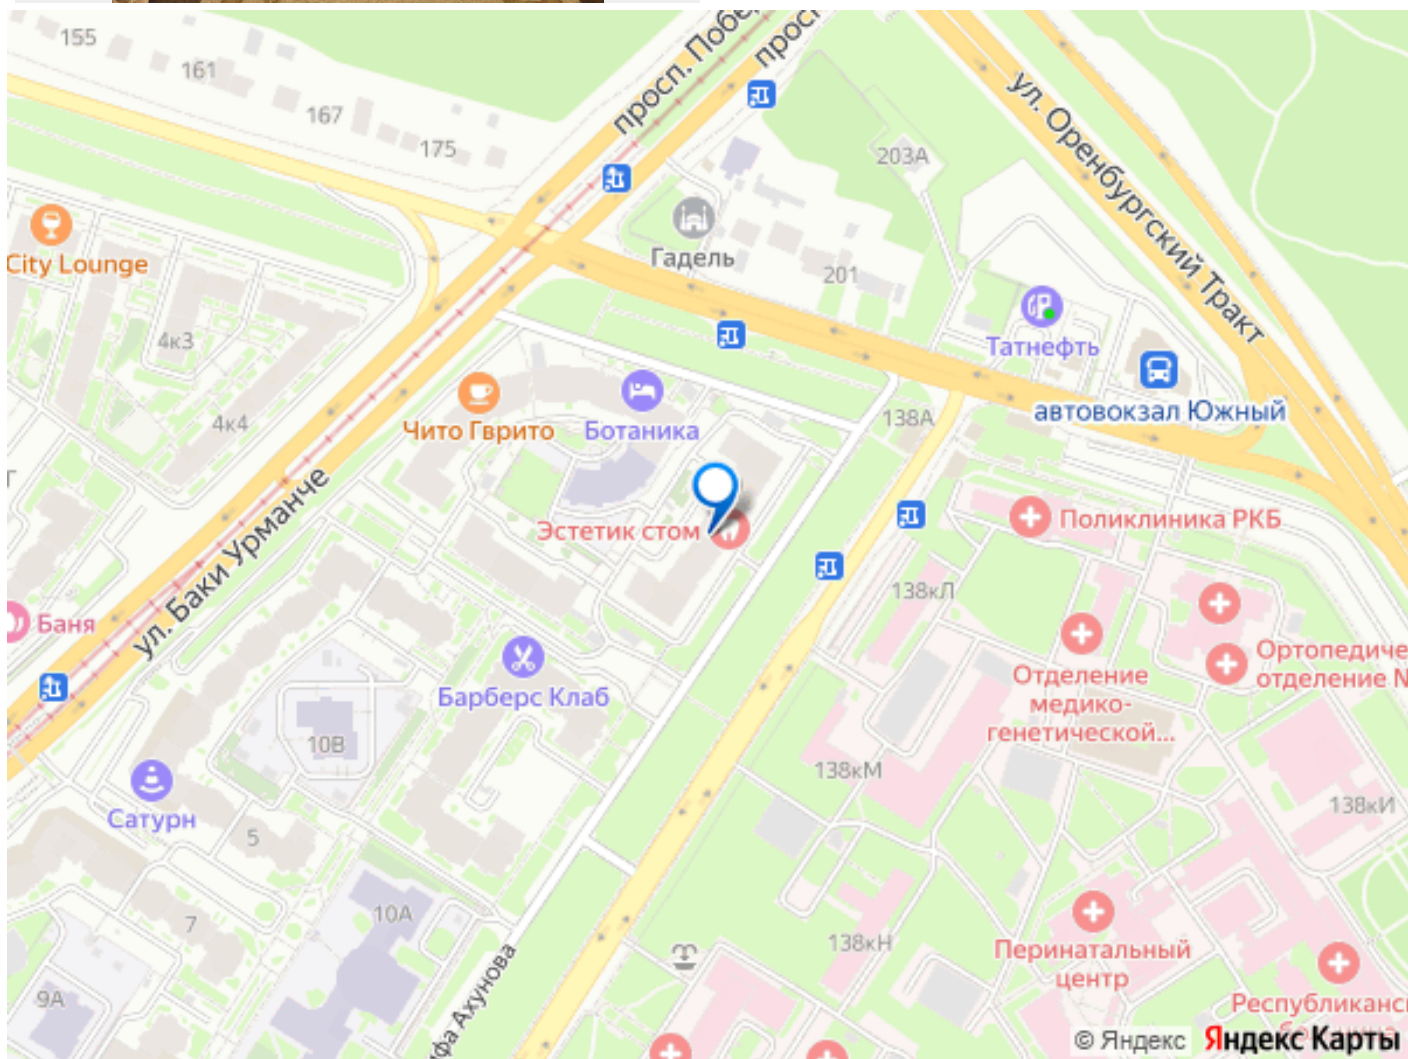 155
161
167
175
просп. Побе
просп
ул. Оренбургский Тракт
203А
Гадель
201
City Lounge
4к3
4к4
Татнефть
автовокзал Южный
Чито Гврито
Ботаника
138А
Эстетик стом
Поликлиника РКБ
ул. Баки Урманче
138кЛ
Баня
Барберс Клаб
Отделение
медико-
генетической...
Ортопедиче
отделение N
10В
138кМ
138кИ
Сатурн
5
7
10А
138кН
Перинатальный
центр
9А
фа Ахунова
Республиканс
© Яндекс
Яндекс Карты